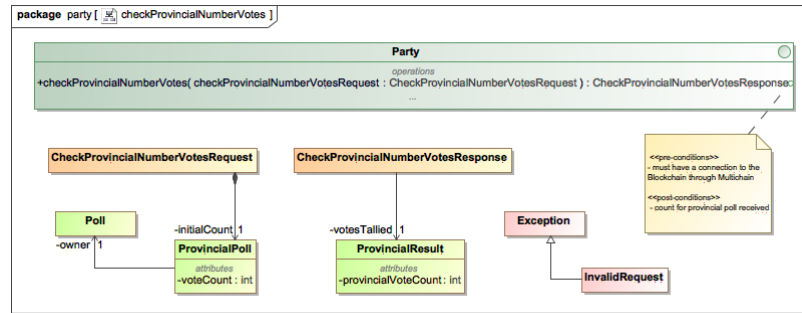 package party [ checkProvincialNumberVotes ]
Party
operations
+checkProvincialNumberVotes( checkProvincialNumberVotesRequest : CheckProvincialNumberVotesRequest ) : CheckProvincialNumberVotesResponse
...
<<pre-conditions>>
- must have a connection to the
Blockchain through Multichain
<<post-conditions>>
- count for provincial poll received
CheckProvincialNumberVotesRequest
CheckProvincialNumberVotesResponse
Poll
-owner 1
-initialCount 1
ProvincialPoll
attributes
-voteCount : int
-votesTallied 1
ProvincialResult
attributes
-provincialVoteCount : int
Exception
InvalidRequest